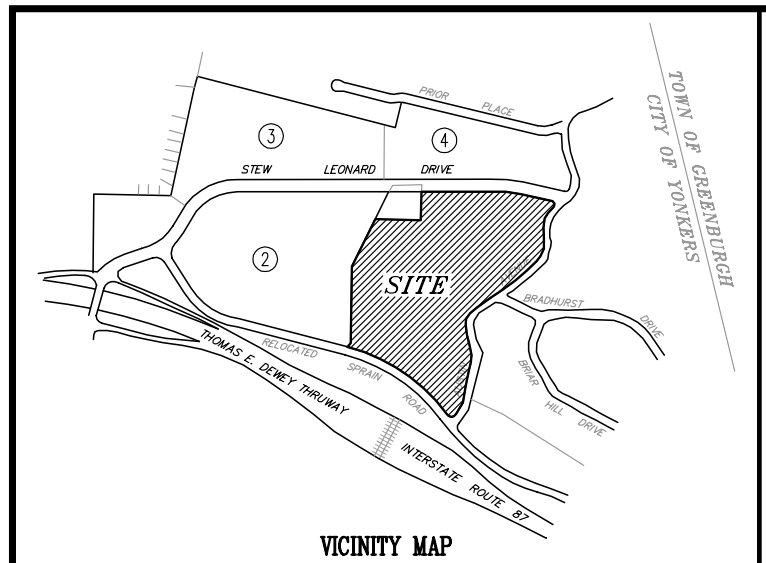 PRIOR PLACE
TOWN OF GREENBURGH
CITY OF YONKERS
3
4
STEW LEONARD DRIVE
2
SITE
AVENUE
BRADHURST DRIVE
RELOCATED SPRAIN ROAD
BRIAR HILL DRIVE
THOMAS E. DEWEY THRUWAY
INTERSTATE ROUTE 87
VICINITY MAP